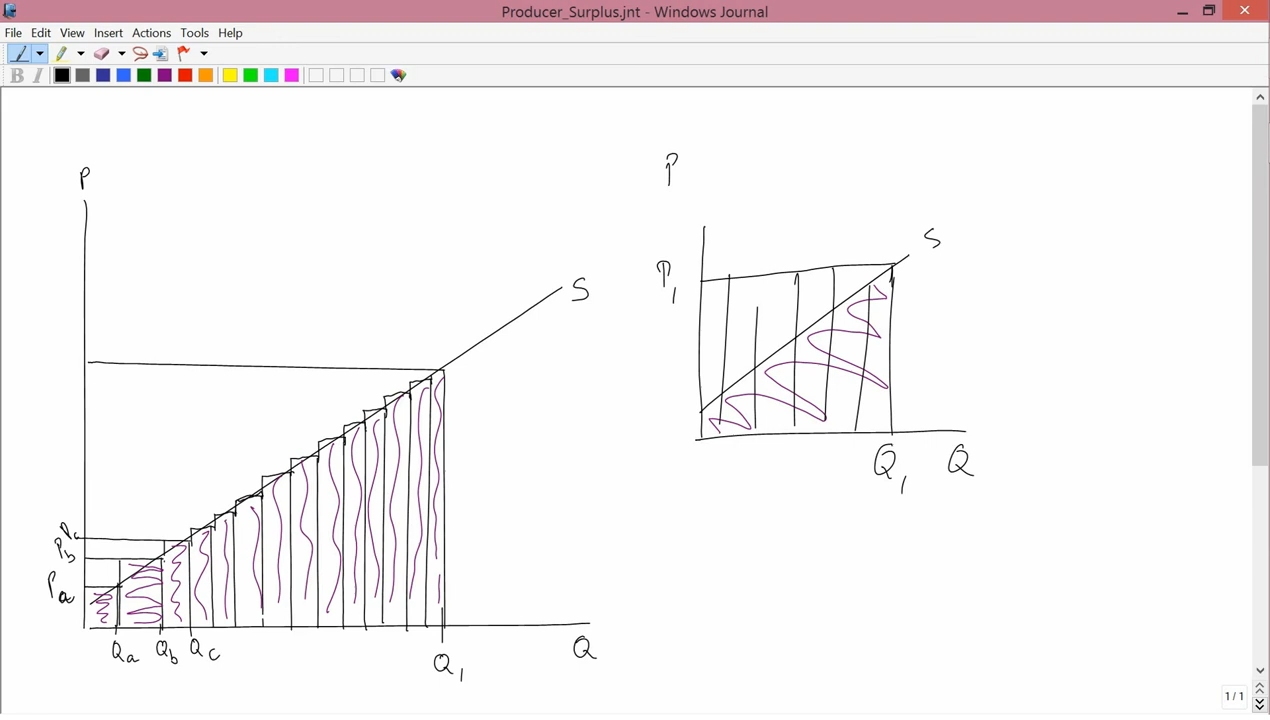 Producer_Surplus.jnt - Windows Journal
File Edit View Insert Actions Tools Help
B I
P
S
Pb
Pa
Qa Qb Qc Q1 Q
P
S
P1
Q1 Q
1 / 1